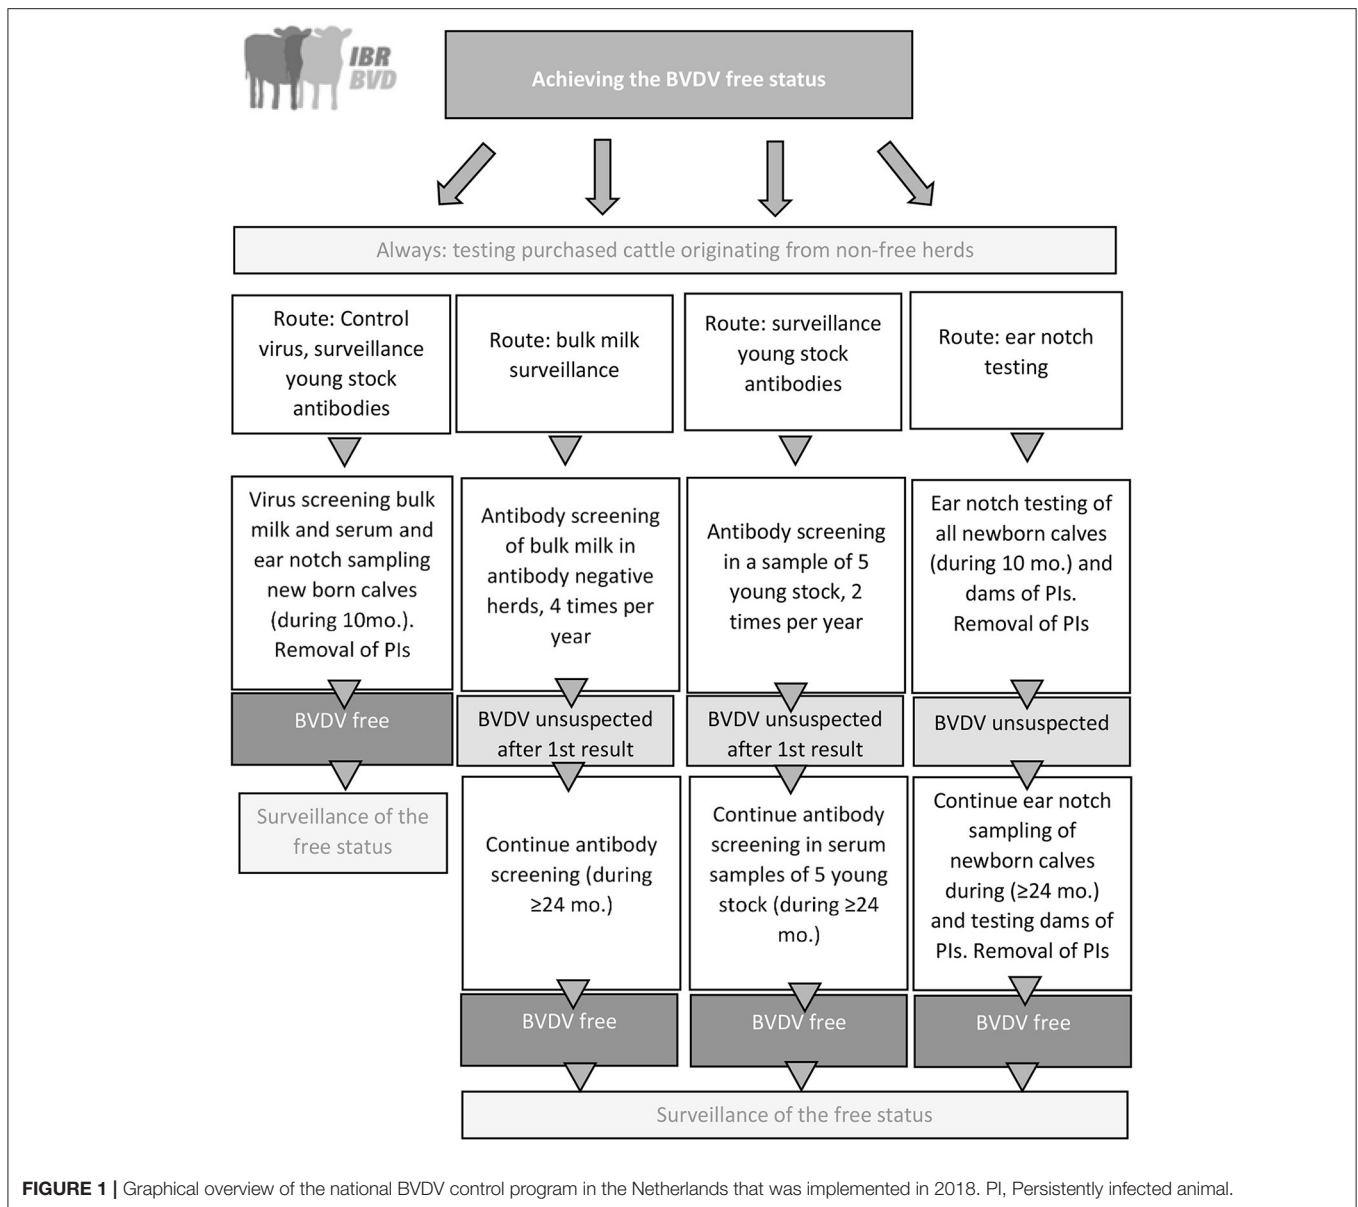 IBR
BVD
Achieving the BVDV free status
Always: testing purchased cattle originating from non-free herds
Route: Control
virus, surveillance
young stock
antibodies
Route: bulk milk
surveillance
Route: surveillance
young stock
antibodies
Route: ear notch
testing
Virus screening bulk
milk and serum and
ear notch sampling
new born calves
(during 10mo.).
Removal of PIs
Antibody screening
of bulk milk in
antibody negative
herds, 4 times per
year
Antibody screening
in a sample of 5
young stock, 2
times per year
Ear notch testing of
all newborn calves
(during 10 mo.) and
dams of PIs.
Removal of PIs
BVDV free
BVDV unsuspected
after 1st result
BVDV unsuspected
after 1st result
BVDV unsuspected
Surveillance of the
free status
Continue antibody
screening (during
≥24 mo.)
Continue antibody
screening in serum
samples of 5 young
stock (during ≥24
mo.)
Continue ear notch
sampling of
newborn calves
during (≥24 mo.)
and testing dams of
PIs. Removal of PIs
BVDV free
BVDV free
BVDV free
Surveillance of the free status
FIGURE 1 | Graphical overview of the national BVDV control program in the Netherlands that was implemented in 2018. PI, Persistently infected animal.